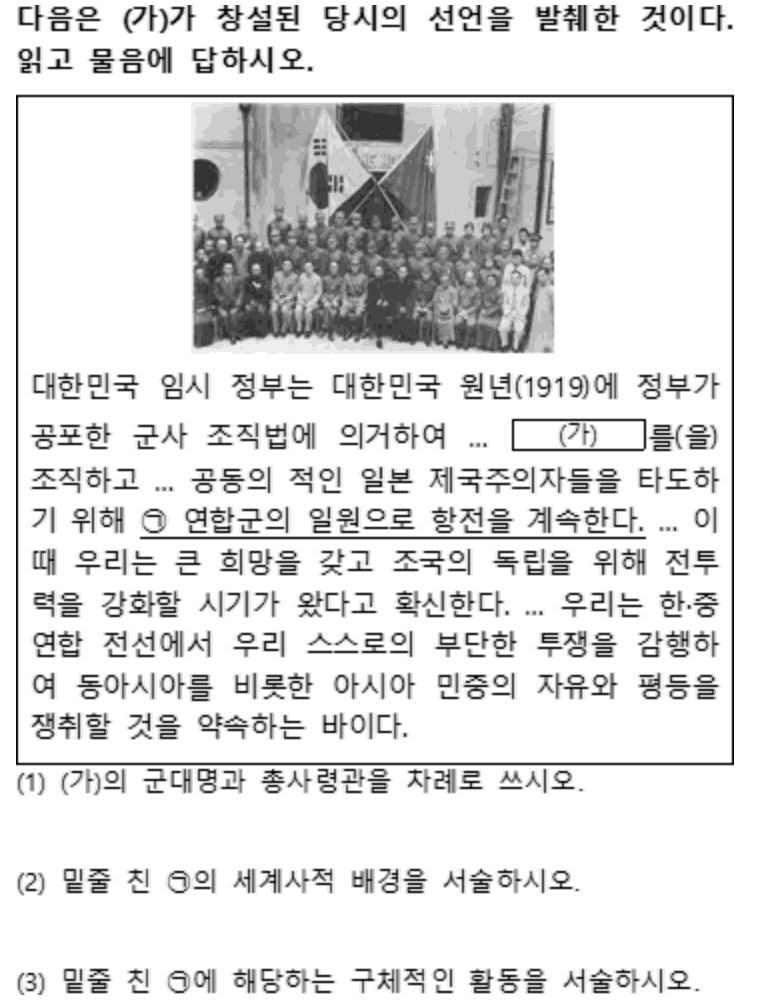 다음은 (가)가 창설된 당시의 선언을 발췌한 것이다.
읽고 물음에 답하시오.
대한민국 임시 정부는 대한민국 원년(1919)에 정부가
공포한 군사 조직법에 의거하여 ... (가) 를(을)
조직하고 ... 공동의 적인 일본 제국주의자들을 타도하
기 위해 ㉠ 연합군의 일원으로 항전을 계속한다. ... 이
때 우리는 큰 희망을 갖고 조국의 독립을 위해 전투
력을 강화할 시기가 왔다고 확신한다. ... 우리는 한·중
연합 전선에서 우리 스스로의 부단한 투쟁을 감행하
여 동아시아를 비롯한 아시아 민중의 자유와 평등을
쟁취할 것을 약속하는 바이다.
(1) (가)의 군대명과 총사령관을 차례로 쓰시오.
(2) 밑줄 친 ㉠의 세계사적 배경을 서술하시오.
(3) 밑줄 친 ㉠에 해당하는 구체적인 활동을 서술하시오.